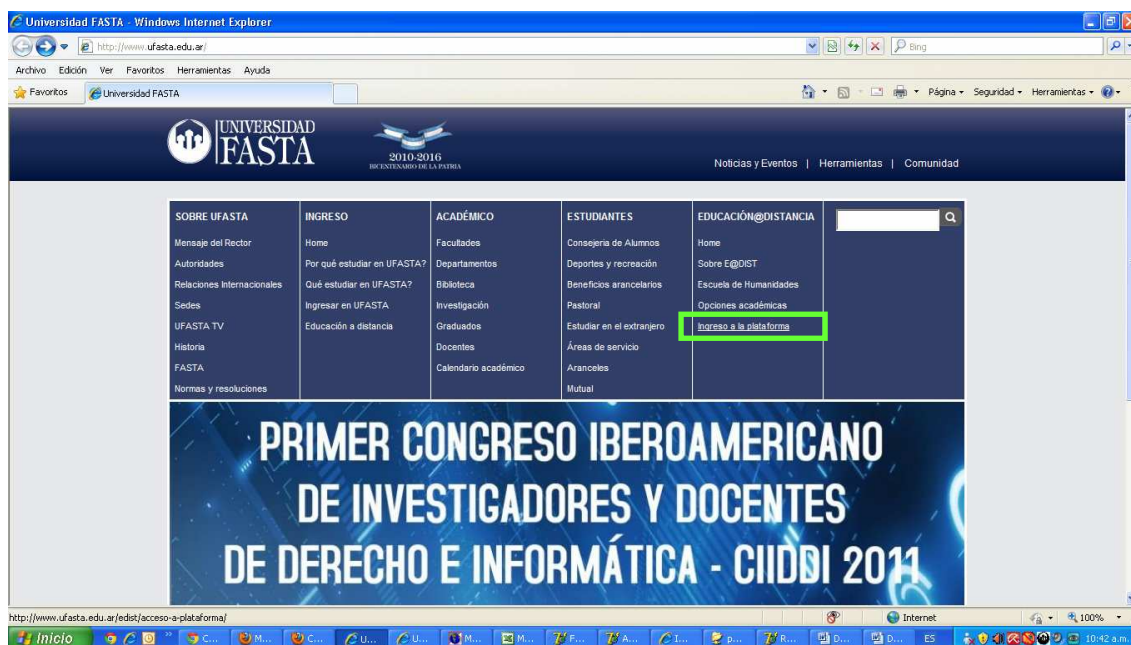 Universidad FASTA - Windows Internet Explorer
http://www.ufasta.edu.ar/
Bing
Archivo Edición Ver Favoritos Herramientas Ayuda
Favoritos Universidad FASTA
Página Seguridad Herramientas
UNIVERSIDAD
FASTA
2010-2016
BICENTENARIO DE LA PATRIA
Noticias y Eventos | Herramientas | Comunidad
SOBRE UFASTA
Mensaje del Rector
Autoridades
Relaciones Internacionales
Sedes
UFASTA TV
Historia
FASTA
Normas y resoluciones
INGRESO
Home
Por qué estudiar en UFASTA?
Qué estudiar en UFASTA?
Ingresar en UFASTA
Educación a distancia
ACADÉMICO
Facultades
Departamentos
Biblioteca
Investigación
Graduados
Docentes
Calendario académico
ESTUDIANTES
Consejeria de Alumnos
Deportes y recreación
Beneficios arancelarios
Pastoral
Estudiar en el extranjero
Áreas de servicio
Aranceles
Mutual
EDUCACIÓN@DISTANCIA
Home
Sobre E@DIST
Escuela de Humanidades
Opciones académicas
Ingreso a la plataforma
PRIMER CONGRESO IBEROAMERICANO
DE INVESTIGADORES Y DOCENTES
DE DERECHO E INFORMÁTICA - CIIDDI 2011
http://www.ufasta.edu.ar/edist/acceso-a-plataforma/
Internet
100%
Inicio
C... M... C... U... U... M... M... F... A... I... p... R... D... D...
ES
10:42 a.m.